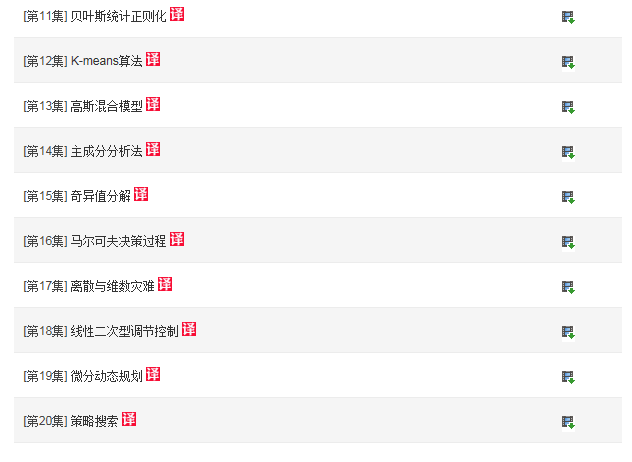 [第11集] 贝叶斯统计正则化 译
[第12集] K-means算法 译
[第13集] 高斯混合模型 译
[第14集] 主成分分析法 译
[第15集] 奇异值分解 译
[第16集] 马尔可夫决策过程 译
[第17集] 离散与维数灾难 译
[第18集] 线性二次型调节控制 译
[第19集] 微分动态规划 译
[第20集] 策略搜索 译